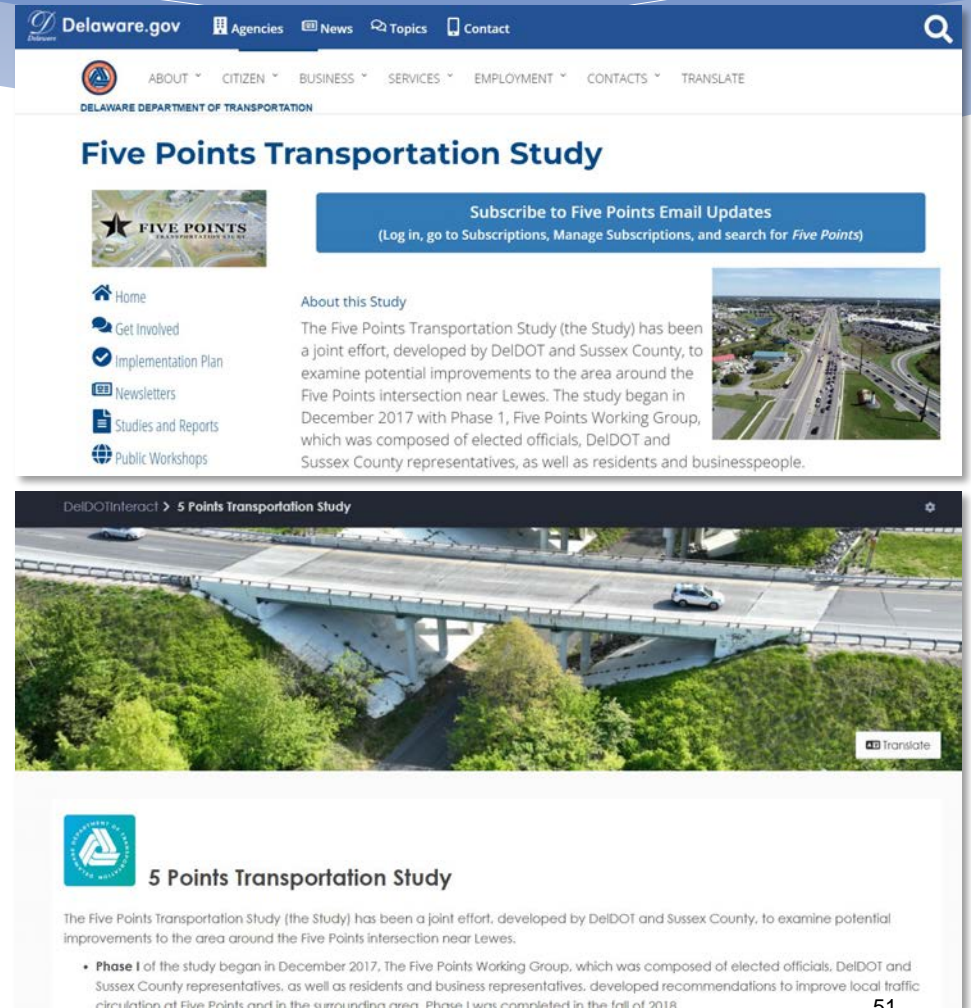 Delaware.gov Agencies News Topics Contact
ABOUT CITIZEN BUSINESS SERVICES EMPLOYMENT CONTACTS TRANSLATE
DELAWARE DEPARTMENT OF TRANSPORTATION
Five Points Transportation Study
FIVE POINTS
TRANSPORTATION STUDY
Subscribe to Five Points Email Updates
(Log in, go to Subscriptions, Manage Subscriptions, and search for Five Points)
Home
Get Involved
Implementation Plan
Newsletters
Studies and Reports
Public Workshops
About this Study
The Five Points Transportation Study (the Study) has been
a joint effort, developed by DelDOT and Sussex County, to
examine potential improvements to the area around the
Five Points intersection near Lewes. The study began in
December 2017 with Phase 1, Five Points Working Group,
which was composed of elected officials, DelDOT and
Sussex County representatives, as well as residents and businesspeople.
DelDOTInteract > 5 Points Transportation Study
Translate
DELAWARE DEPARTMENT OF TRANSPORTATION
5 Points Transportation Study
The Five Points Transportation Study (the Study) has been a joint effort, developed by DelDOT and Sussex County, to examine potential
improvements to the area around the Five Points intersection near Lewes.
• Phase I of the study began in December 2017. The Five Points Working Group, which was composed of elected officials, DelDOT and
Sussex County representatives, as well as residents and business representatives, developed recommendations to improve local traffic
circulation at Five Points and in the surrounding area. Phase I was completed in the fall of 2018.
51